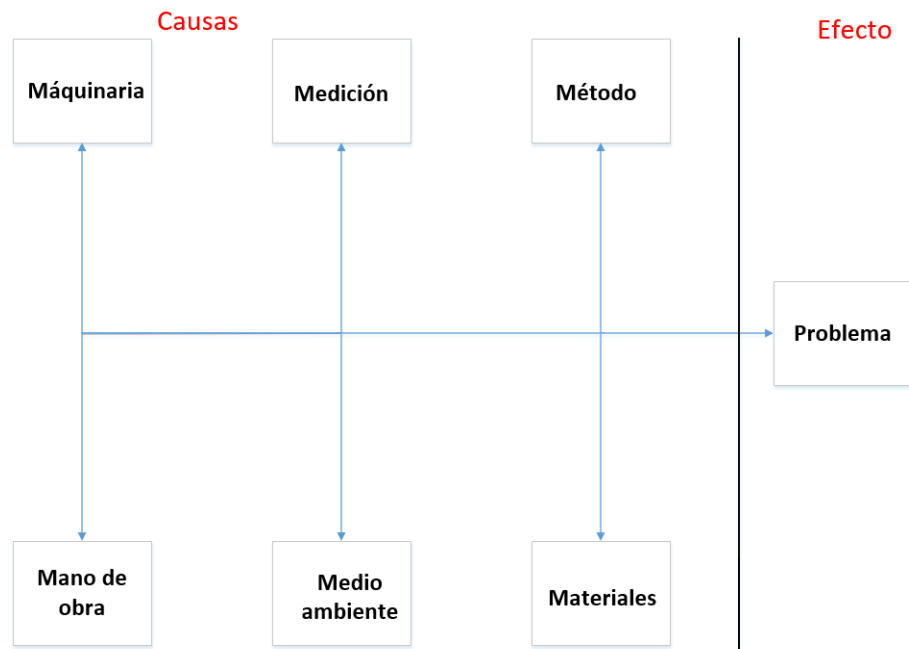 Causas
Efecto
Máquinaria
Medición
Método
Problema
Mano de
obra
Medio
ambiente
Materiales